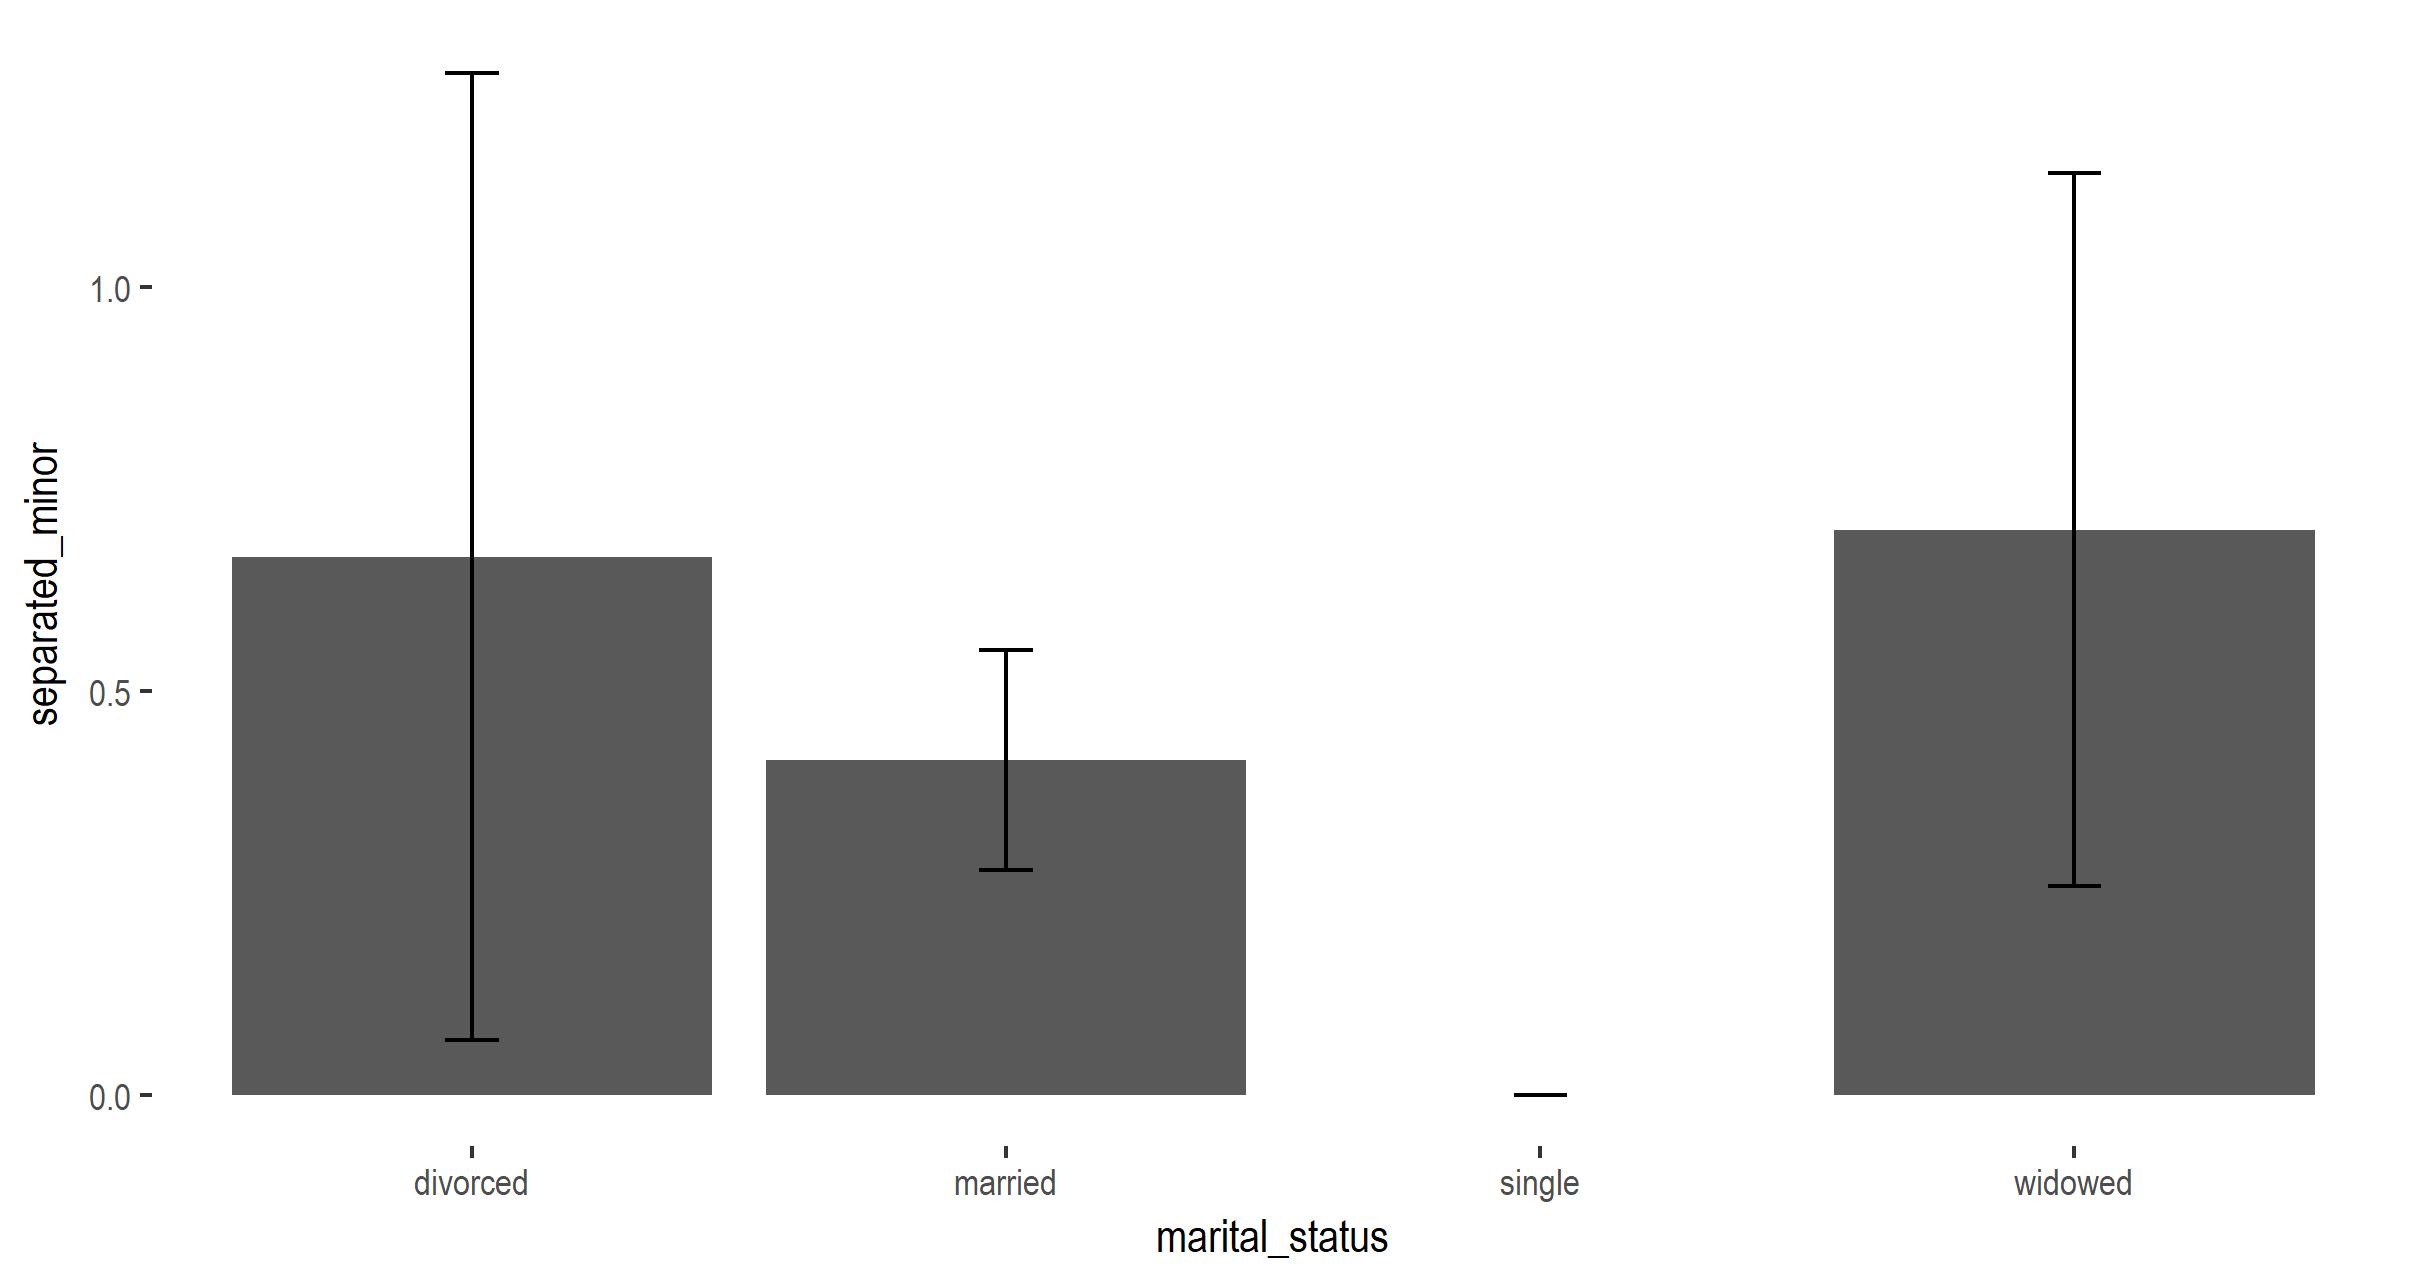 separated_minor
1.0
0.5
0.0
divorced married single widowed
marital_status